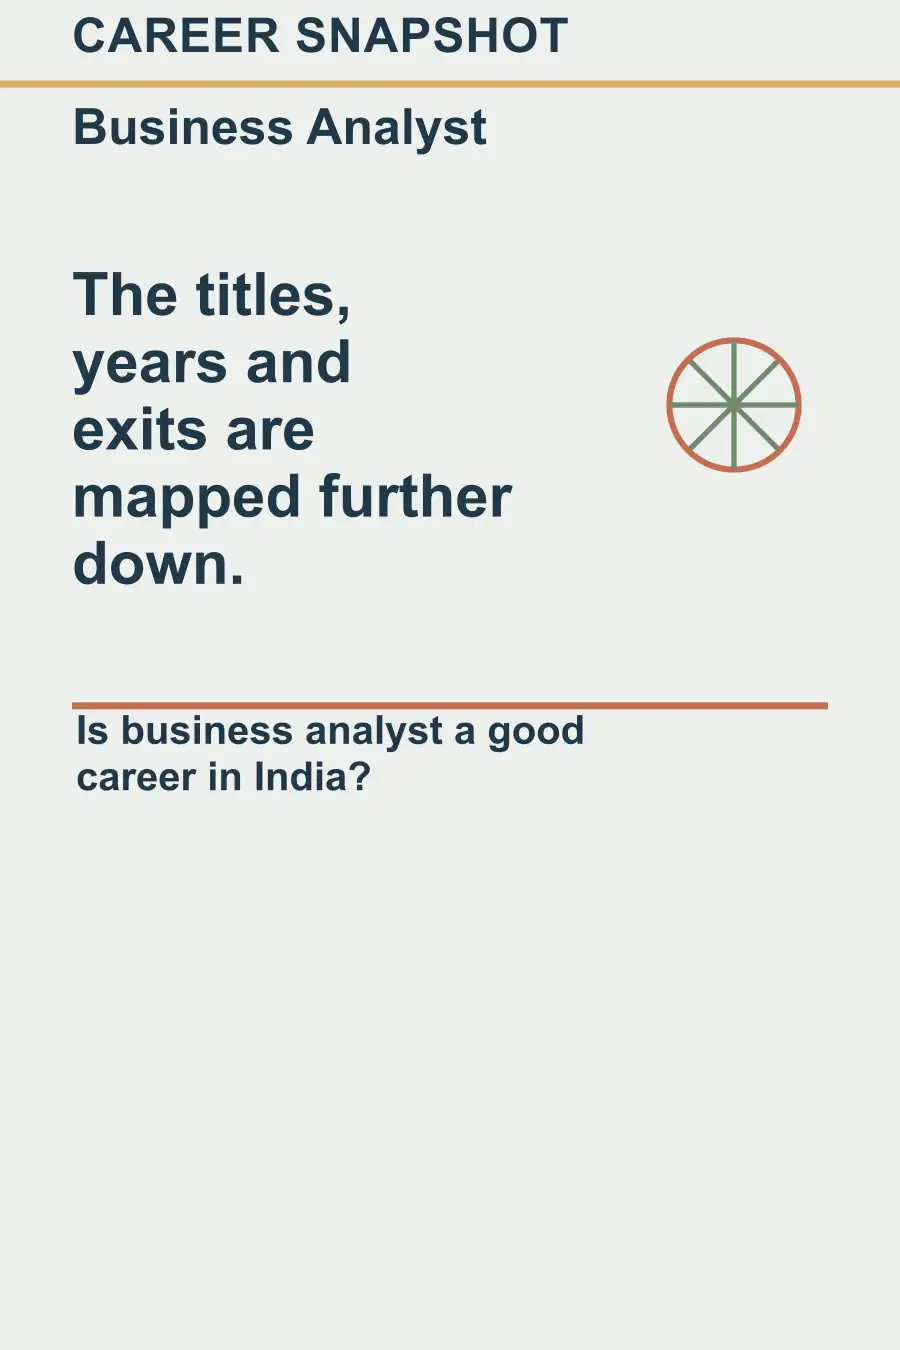 CAREER SNAPSHOT
Business Analyst
The titles,
years and
exits are
mapped further
down.
Is business analyst a good
career in India?